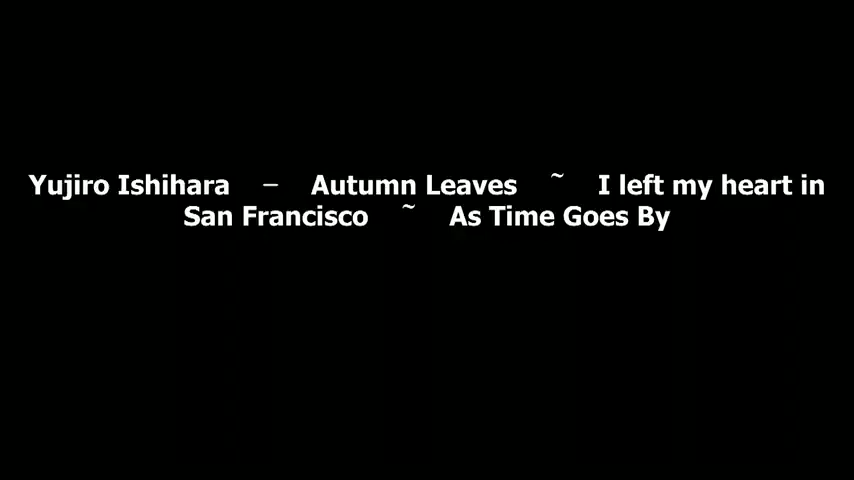 Yujiro Ishihara – Autumn Leaves ~ I left my heart in
San Francisco ~ As Time Goes By